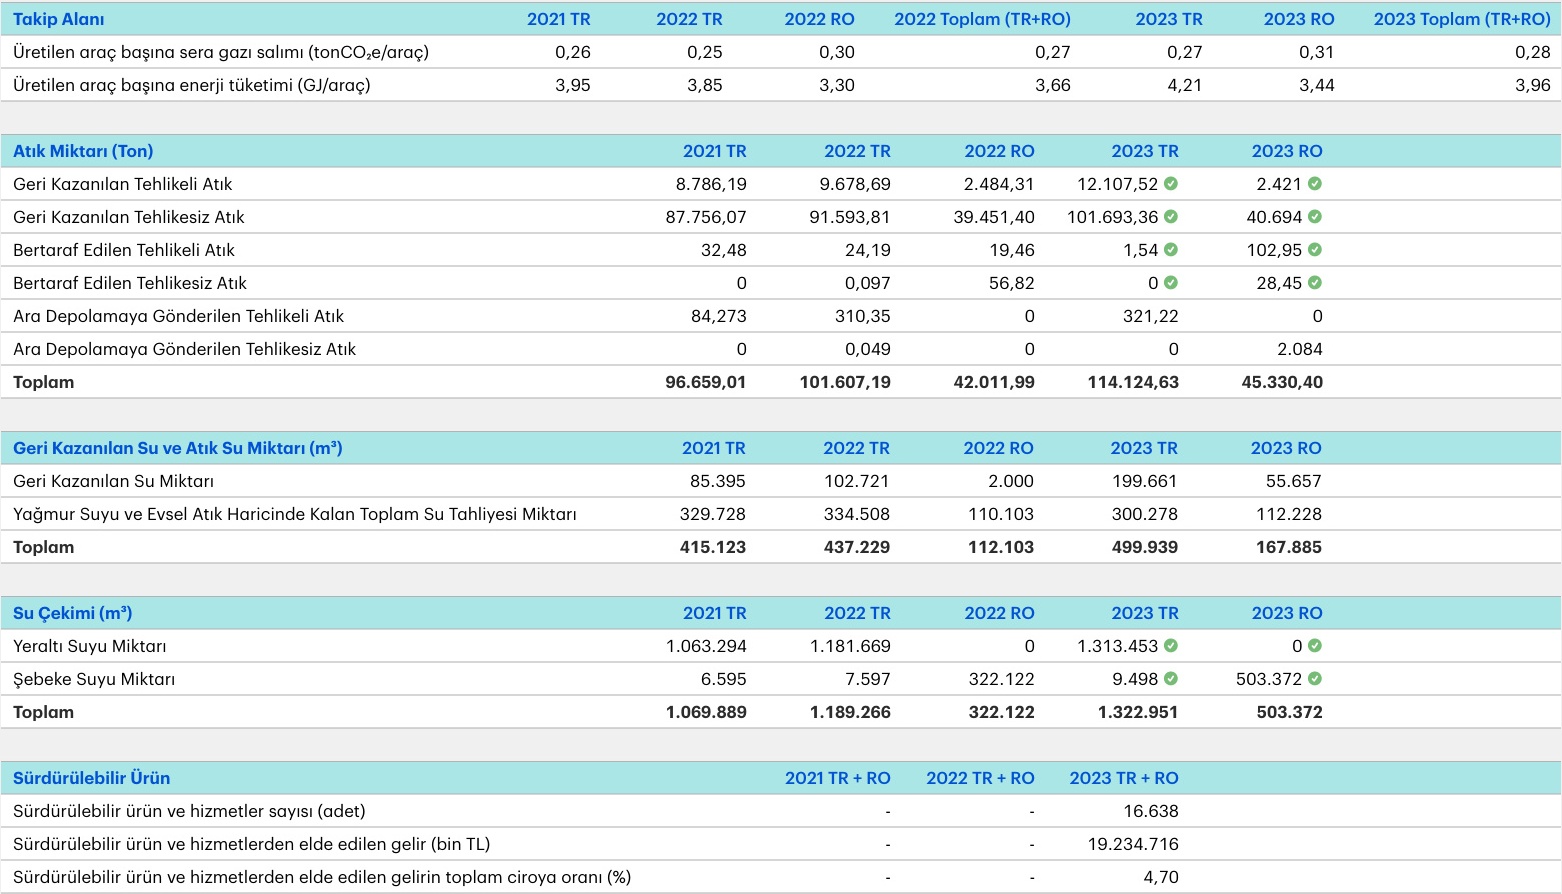 Takip Alanı 2021 TR 2022 TR 2022 RO 2022 Toplam (TR+RO) 2023 TR 2023 RO 2023 Toplam (TR+RO)
Üretilen araç başına sera gazı salımı (tonCO₂e/araç) 0,26 0,25 0,30 0,27 0,27 0,31 0,28
Üretilen araç başına enerji tüketimi (GJ/araç) 3,95 3,85 3,30 3,66 4,21 3,44 3,96
Atık Miktarı (Ton) 2021 TR 2022 TR 2022 RO 2023 TR 2023 RO
Geri Kazanılan Tehlikeli Atık 8.786,19 9.678,69 2.484,31 12.107,52 2.421
Geri Kazanılan Tehlikesiz Atık 87.756,07 91.593,81 39.451,40 101.693,36 40.694
Bertaraf Edilen Tehlikeli Atık 32,48 24,19 19,46 1,54 102,95
Bertaraf Edilen Tehlikesiz Atık 0 0,097 56,82 0 28,45
Ara Depolamaya Gönderilen Tehlikeli Atık 84,273 310,35 0 321,22 0
Ara Depolamaya Gönderilen Tehlikesiz Atık 0 0,049 0 0 2.084
Toplam 96.659,01 101.607,19 42.011,99 114.124,63 45.330,40
Geri Kazanılan Su ve Atık Su Miktarı (m³) 2021 TR 2022 TR 2022 RO 2023 TR 2023 RO
Geri Kazanılan Su Miktarı 85.395 102.721 2.000 199.661 55.657
Yağmur Suyu ve Evsel Atık Haricinde Kalan Toplam Su Tahliyesi Miktarı 329.728 334.508 110.103 300.278 112.228
Toplam 415.123 437.229 112.103 499.939 167.885
Su Çekimi (m³) 2021 TR 2022 TR 2022 RO 2023 TR 2023 RO
Yeraltı Suyu Miktarı 1.063.294 1.181.669 0 1.313.453 0
Şebeke Suyu Miktarı 6.595 7.597 322.122 9.498 503.372
Toplam 1.069.889 1.189.266 322.122 1.322.951 503.372
Sürdürülebilir Ürün 2021 TR + RO 2022 TR + RO 2023 TR + RO
Sürdürülebilir ürün ve hizmetler sayısı (adet) - - 16.638
Sürdürülebilir ürün ve hizmetlerden elde edilen gelir (bin TL) - - 19.234.716
Sürdürülebilir ürün ve hizmetlerden elde edilen gelirin toplam ciroya oranı (%) - - 4,70